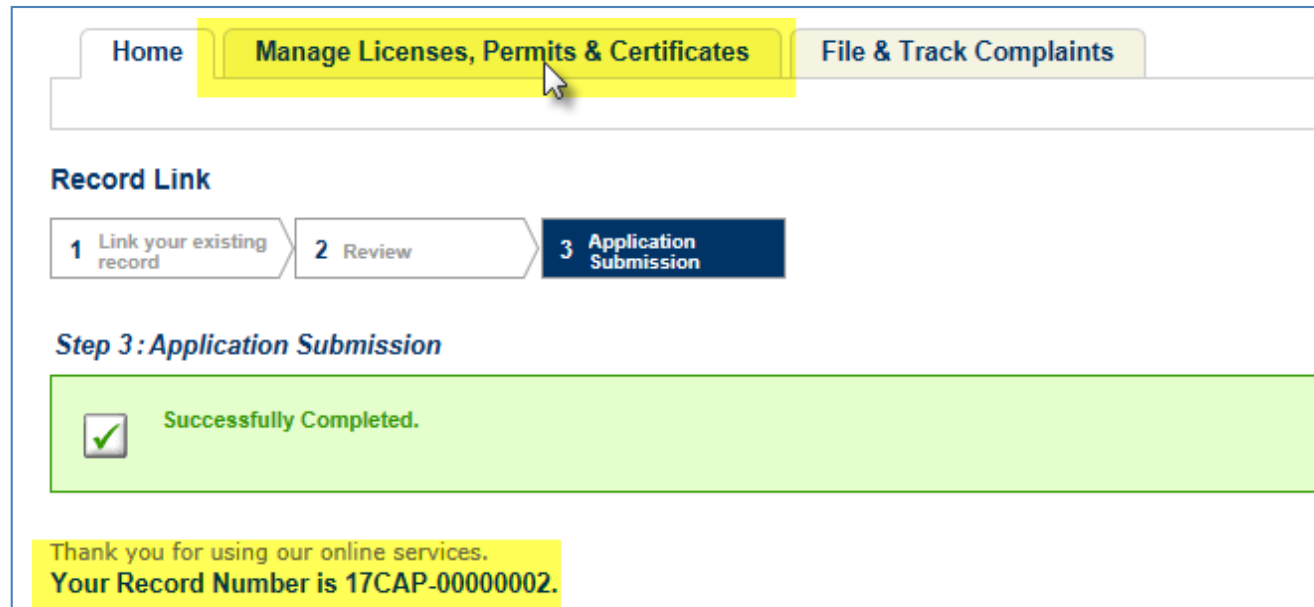 Home Manage Licenses, Permits & Certificates File & Track Complaints
Record Link
1 Link your existing record 2 Review 3 Application Submission
Step 3: Application Submission
Successfully Completed.
Thank you for using our online services.
Your Record Number is 17CAP-00000002.